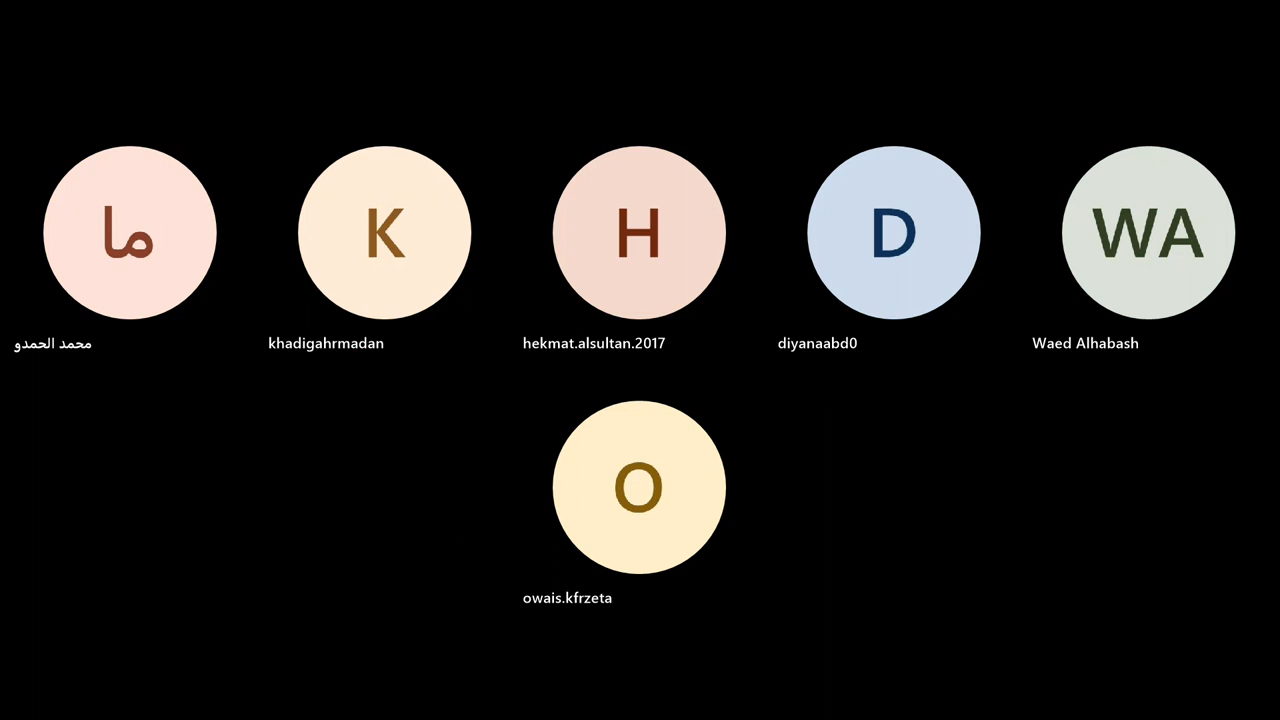 ما
K
H
D
WA
محمد الحمدو
khadigahrmadan
hekmat.alsultan.2017
diyanaabd0
Waed Alhabash
O
owais.kfrzeta